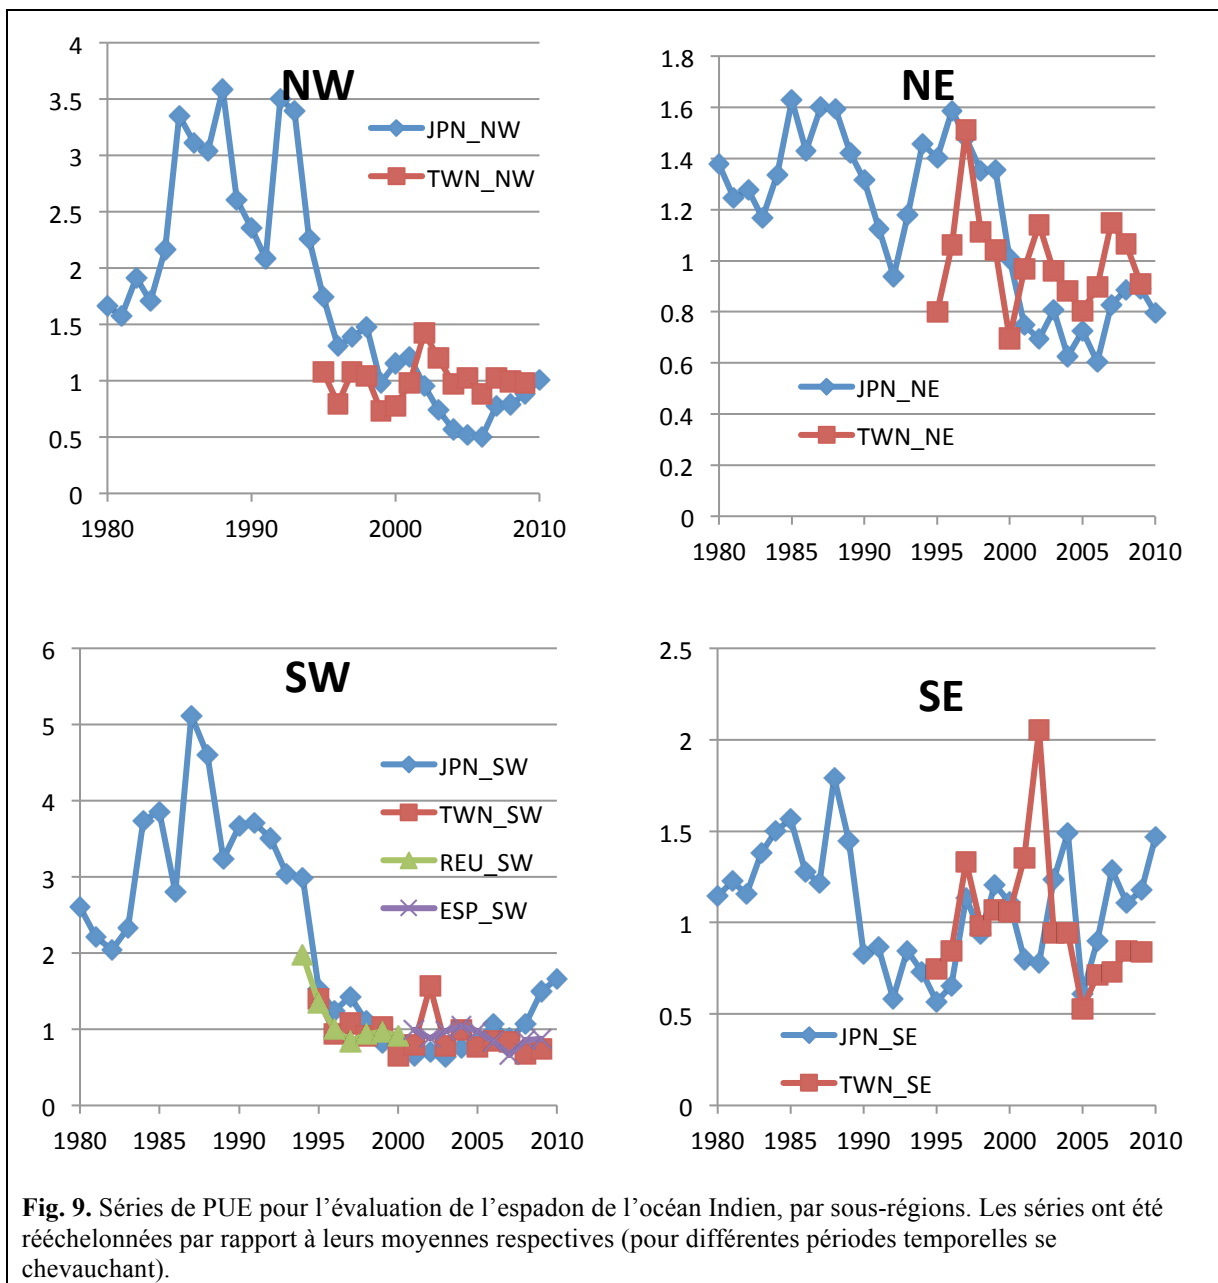 NW
4
3.5
3
2.5
2
1.5
1
0.5
0
1980 1990 2000 2010
JPN_NW
TWN_NW
NE
1.8
1.6
1.4
1.2
1
0.8
0.6
0.4
0.2
0
1980 1985 1990 1995 2000 2005 2010
JPN_NE
TWN_NE
SW
6
5
4
3
2
1
0
1980 1985 1990 1995 2000 2005 2010
JPN_SW
TWN_SW
REU_SW
ESP_SW
SE
2.5
2
1.5
1
0.5
0
1980 1985 1990 1995 2000 2005 2010
JPN_SE
TWN_SE
Fig. 9. Séries de PUE pour l’évaluation de l’espadon de l’océan Indien, par sous-régions. Les séries ont été
rééchelonnées par rapport à leurs moyennes respectives (pour différentes périodes temporelles se
chevauchant).